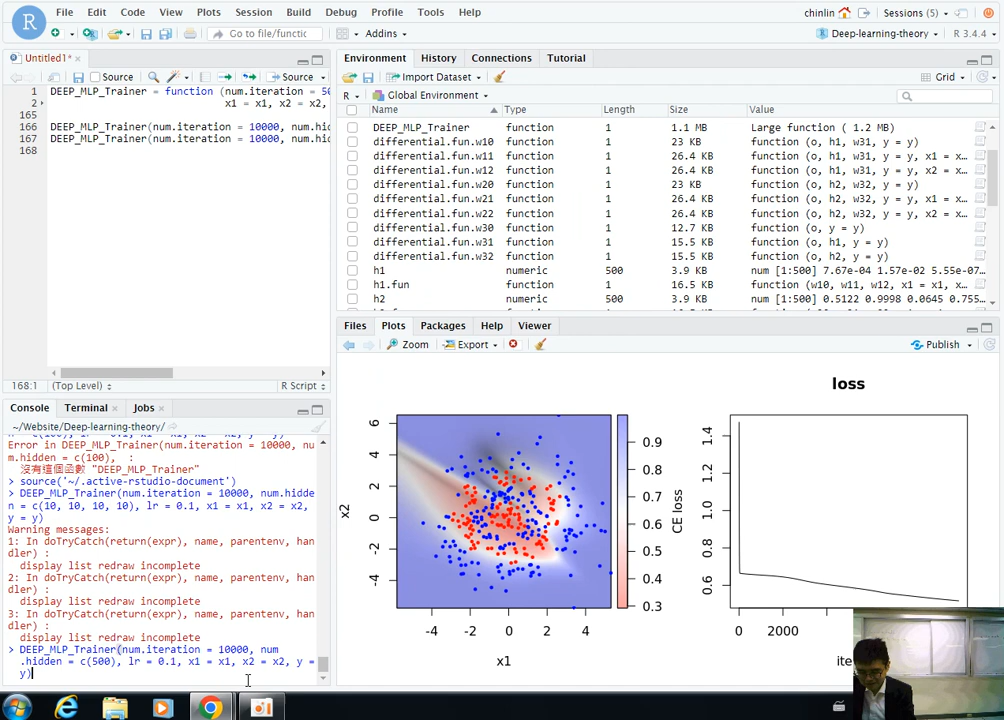 File Edit Code View Plots Session Build Debug Profile Tools Help
chinlin Sessions (5)
Go to file/functic Addins
Deep-learning-theory R 3.4.4
Untitled1*
Source Source
1 DEEP_MLP_Trainer = function (num.iteration = 50
2 x1 = x1, x2 = x2,
165
166 DEEP_MLP_Trainer(num.iteration = 10000, num.hid
167 DEEP_MLP_Trainer(num.iteration = 10000, num.hid
168
168:1 (Top Level) R Script
Environment History Connections Tutorial
Import Dataset Grid
R Global Environment
Name Type Length Size Value
DEEP_MLP_Trainer function 1 1.1 MB Large function ( 1.2 MB)
differential.fun.w10 function 1 23 KB function (o, h1, w31, y = y)
differential.fun.w11 function 1 26.4 KB function (o, h1, w31, y = y, x1 = x…
differential.fun.w12 function 1 26.4 KB function (o, h1, w31, y = y, x2 = x…
differential.fun.w20 function 1 23 KB function (o, h2, w32, y = y)
differential.fun.w21 function 1 26.4 KB function (o, h2, w32, y = y, x1 = x…
differential.fun.w22 function 1 26.4 KB function (o, h2, w32, y = y, x2 = x…
differential.fun.w30 function 1 12.7 KB function (o, y = y)
differential.fun.w31 function 1 15.5 KB function (o, h1, y = y)
differential.fun.w32 function 1 15.5 KB function (o, h2, y = y)
h1 numeric 500 3.9 KB num [1:500] 7.67e-04 1.57e-02 5.55e-07…
h1.fun function 1 16.5 KB function (w10, w11, w12, x1 = x1, x…
h2 numeric 500 3.9 KB num [1:500] 0.5122 0.9998 0.0645 0.755…
Console Terminal Jobs
~/Website/Deep-learning-theory/
Error in DEEP_MLP_Trainer(num.iteration = 10000, nu
m.hidden = c(100), :
沒有這個函數 "DEEP_MLP_Trainer"
> source('~/.active-rstudio-document')
> DEEP_MLP_Trainer(num.iteration = 10000, num.hidde
n = c(10, 10, 10, 10), lr = 0.1, x1 = x1, x2 = x2,
y = y)
Warning messages:
1: In doTryCatch(return(expr), name, parentenv, han
dler) :
display list redraw incomplete
2: In doTryCatch(return(expr), name, parentenv, han
dler) :
display list redraw incomplete
3: In doTryCatch(return(expr), name, parentenv, han
dler) :
display list redraw incomplete
> DEEP_MLP_Trainer(num.iteration = 10000, num
.hidden = c(500), lr = 0.1, x1 = x1, x2 = x2, y =
y)
Files Plots Packages Help Viewer
Zoom Export Publish
6
4
2
0
-2
-4
x2
-4 -2 0 2 4
x1
0.9
0.8
0.7
0.6
0.5
0.4
0.3
loss
CE loss
1.4
1.2
1.0
0.8
0.6
0 2000